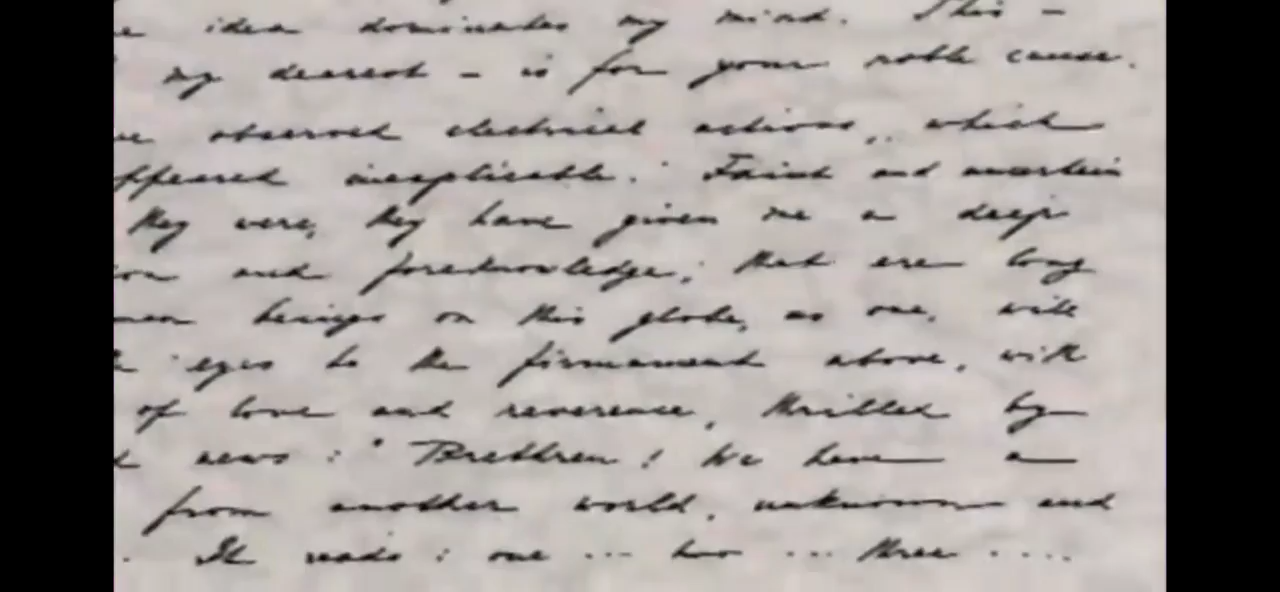 idea dominates my mind. This -
my dearest - is for your noble cause.
observed electrical actions, which
appeared inexplicable. Faint and uncertain
they were, they have given me a deep
and foreknowledge, that ere long
beings on this globe, as one, will
eyes to the firmament above, with
of love and reverence, thrilled by
news: "Brethren! We have a
from another world, unknown and
. It reads: one ... two ... three ....